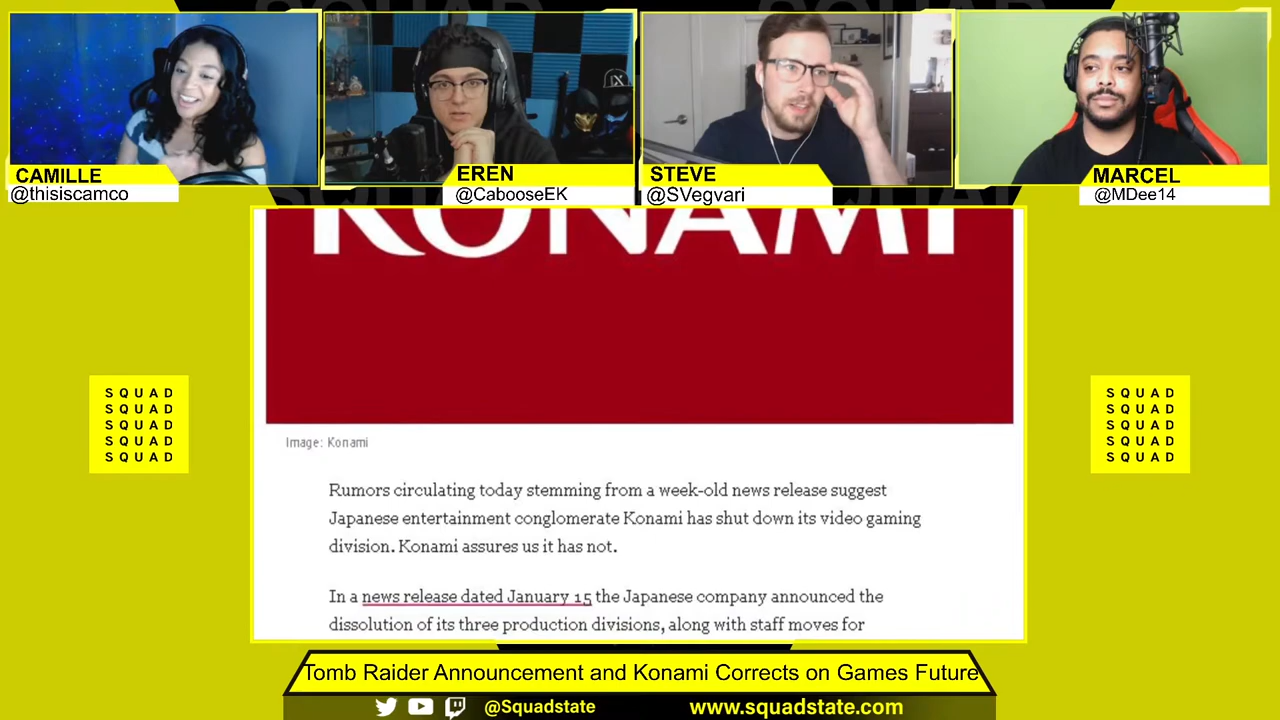 CAMILLE
@thisiscamco
EREN
@CabooseEK
STEVE
@SVegvari
MARCEL
@MDee14
KONAMI
Image: Konami
Rumors circulating today stemming from a week-old news release suggest
Japanese entertainment conglomerate Konami has shut down its video gaming
division. Konami assures us it has not.
In a news release dated January 15 the Japanese company announced the
dissolution of its three production divisions, along with staff moves for
SQUAD
SQUAD
SQUAD
SQUAD
SQUAD
SQUAD
SQUAD
SQUAD
SQUAD
SQUAD
Tomb Raider Announcement and Konami Corrects on Games Future
@Squadstate
www.squadstate.com